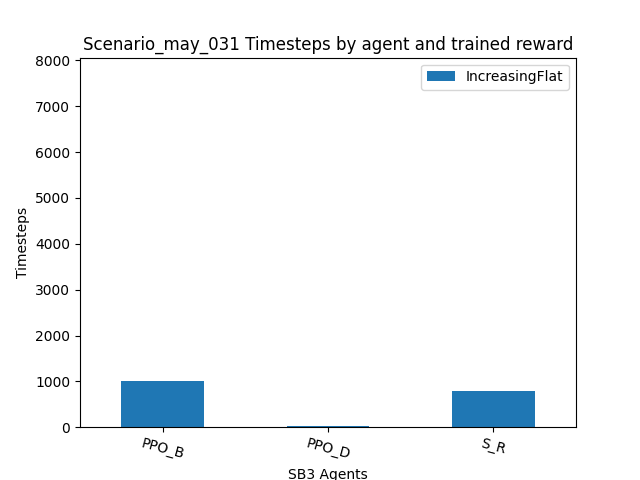 Scenario_may_031 Timesteps by agent and trained reward
IncreasingFlat
8000
7000
6000
5000
4000
3000
2000
1000
0
Timesteps
PPO_B
PPO_D
S_R
SB3 Agents